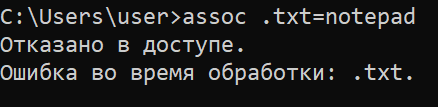 C:\Users\user>assoc .txt=notepad
Отказано в доступе.
Ошибка во время обработки: .txt.